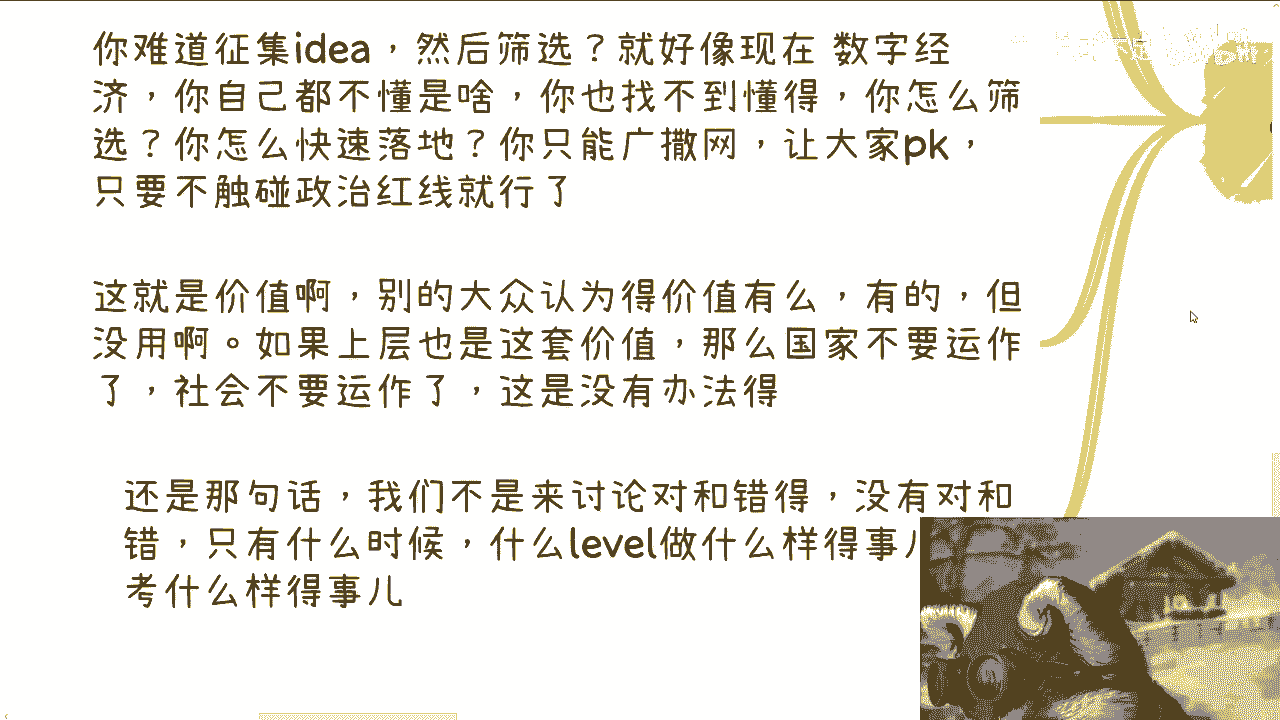 你难道征集idea，然后筛选？就好像现在 数字经
济，你自己都不懂是啥，你也找不到懂得，你怎么筛
选？你怎么快速落地？你只能广撒网，让大家pk，
只要不触碰政治红线就行了
这就是价值啊，别的大众认为得价值有么，有的，但
没用啊。如果上层也是这套价值，那么国家不要运作
了，社会不要运作了，这是没有办法得
还是那句话，我们不是来讨论对和错得，没有对和
错，只有什么时候，什么level做什么样得事儿
考什么样得事儿